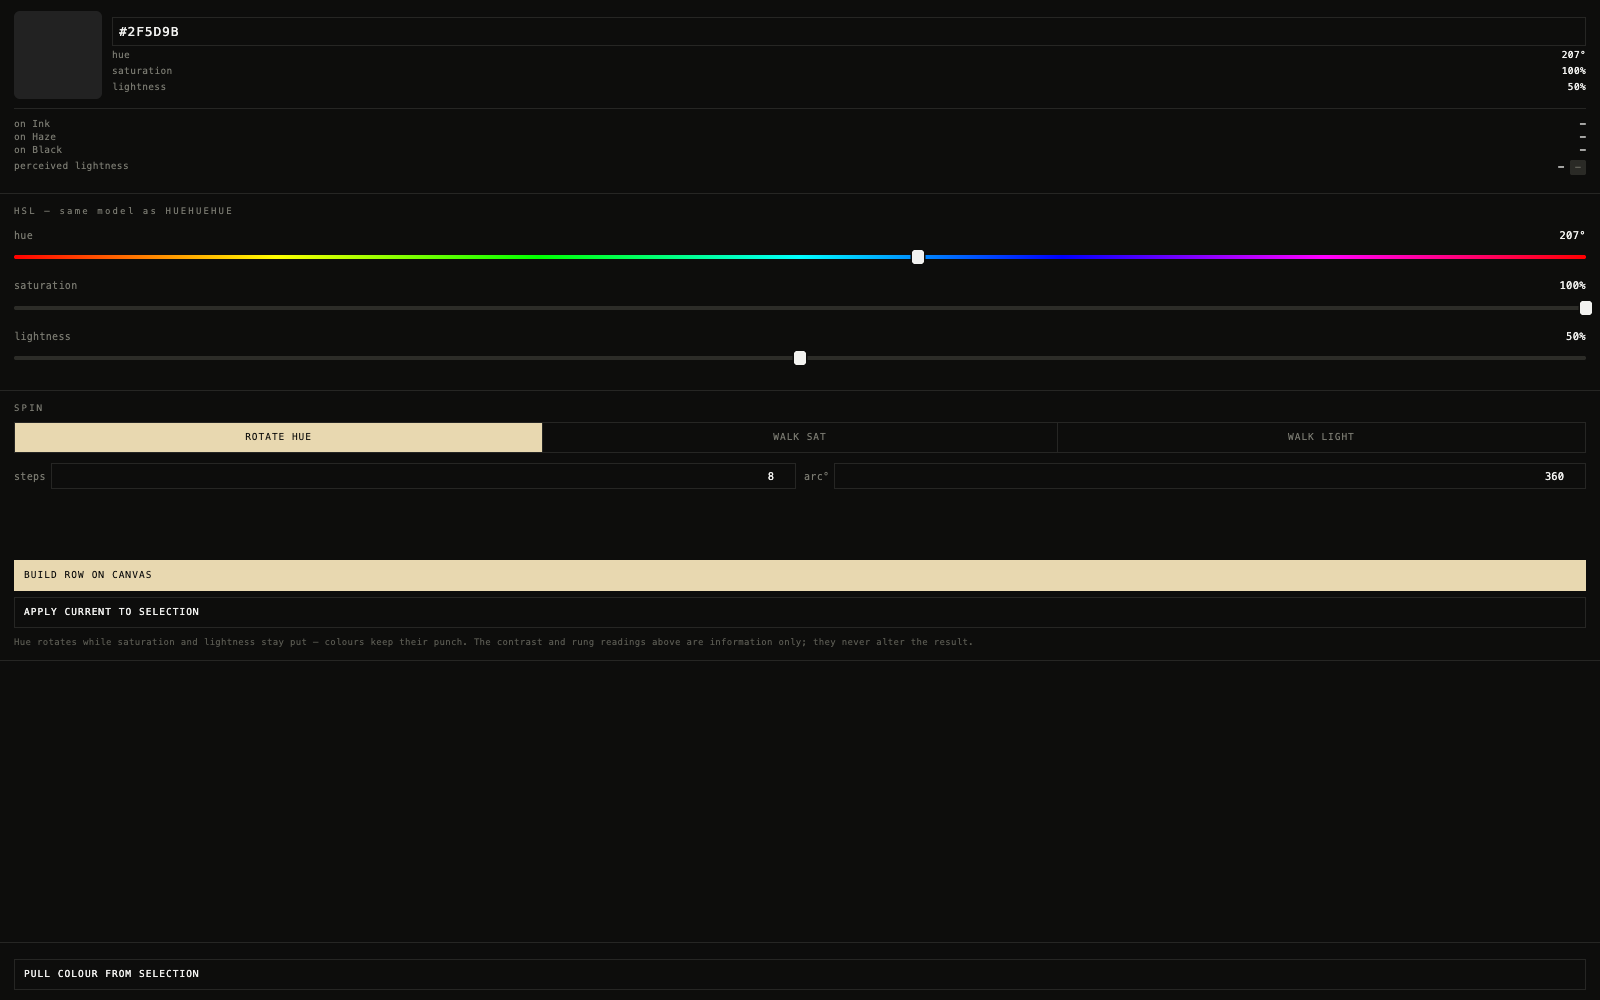 #2F5D9B
hue 207°
saturation 100%
lightness 50%
on Ink —
on Haze —
on Black —
perceived lightness — —
HSL — same model as HUEHUEHUE
hue 207°
saturation 100%
lightness 50%
SPIN
ROTATE HUE WALK SAT WALK LIGHT
steps 8 arc° 360
BUILD ROW ON CANVAS
APPLY CURRENT TO SELECTION
Hue rotates while saturation and lightness stay put — colours keep their punch. The contrast and rung readings above are information only; they never alter the result.
PULL COLOUR FROM SELECTION